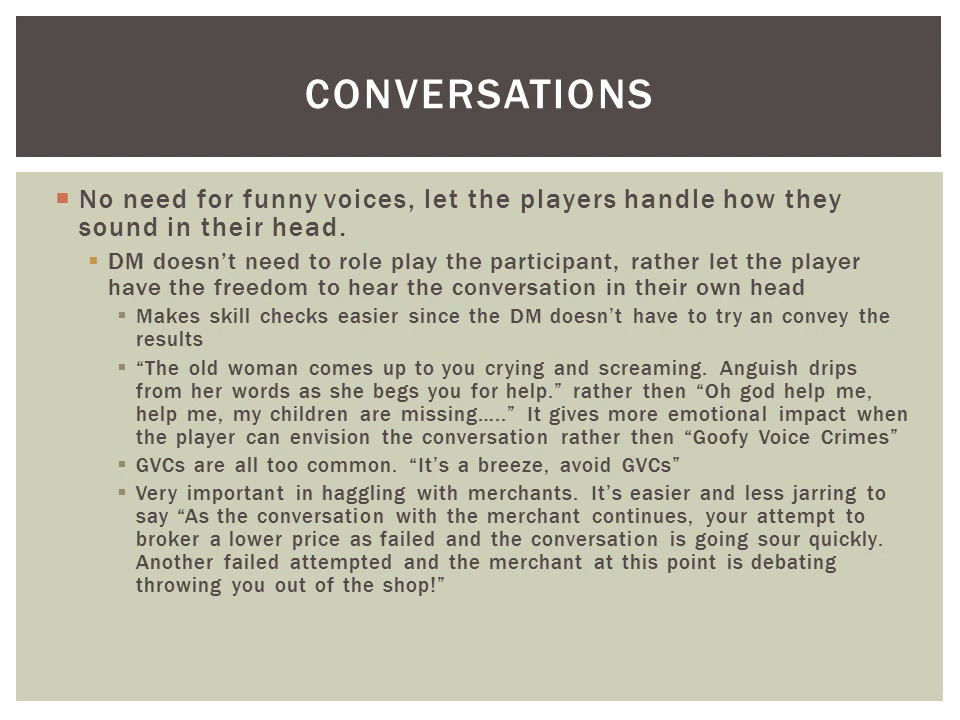 CONVERSATIONS
No need for funny voices, let the players handle how they
sound in their head.
DM doesn’t need to role play the participant, rather let the player
have the freedom to hear the conversation in their own head
Makes skill checks easier since the DM doesn’t have to try an convey the
results
“The old woman comes up to you crying and screaming. Anguish drips
from her words as she begs you for help.” rather then “Oh god help me,
help me, my children are missing…..” It gives more emotional impact when
the player can envision the conversation rather then “Goofy Voice Crimes”
GVCs are all too common. “It’s a breeze, avoid GVCs”
Very important in haggling with merchants. It’s easier and less jarring to
say “As the conversation with the merchant continues, your attempt to
broker a lower price as failed and the conversation is going sour quickly.
Another failed attempted and the merchant at this point is debating
throwing you out of the shop!”